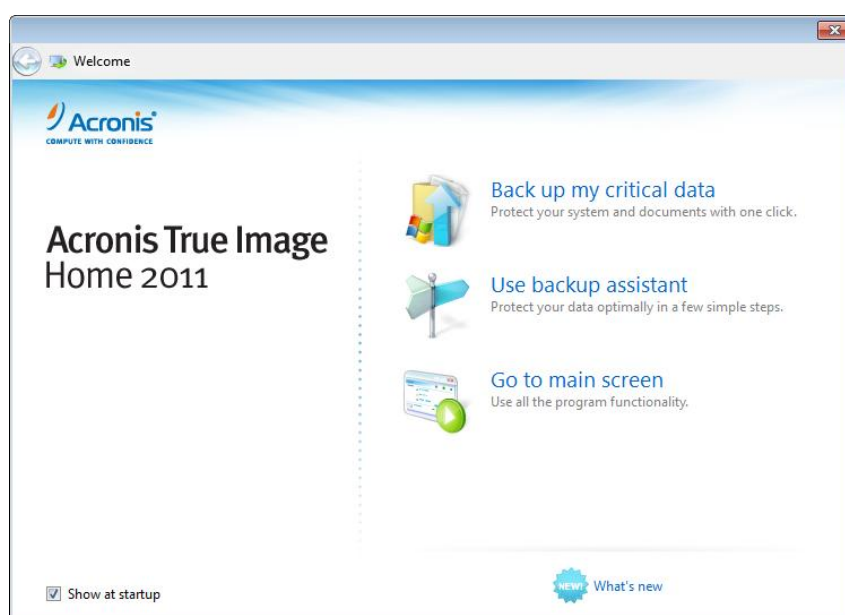 Welcome
Acronis
COMPUTE WITH CONFIDENCE
Acronis True Image
Home 2011
Back up my critical data
Protect your system and documents with one click.
Use backup assistant
Protect your data optimally in a few simple steps.
Go to main screen
Use all the program functionality.
Show at startup
NEW!
What's new